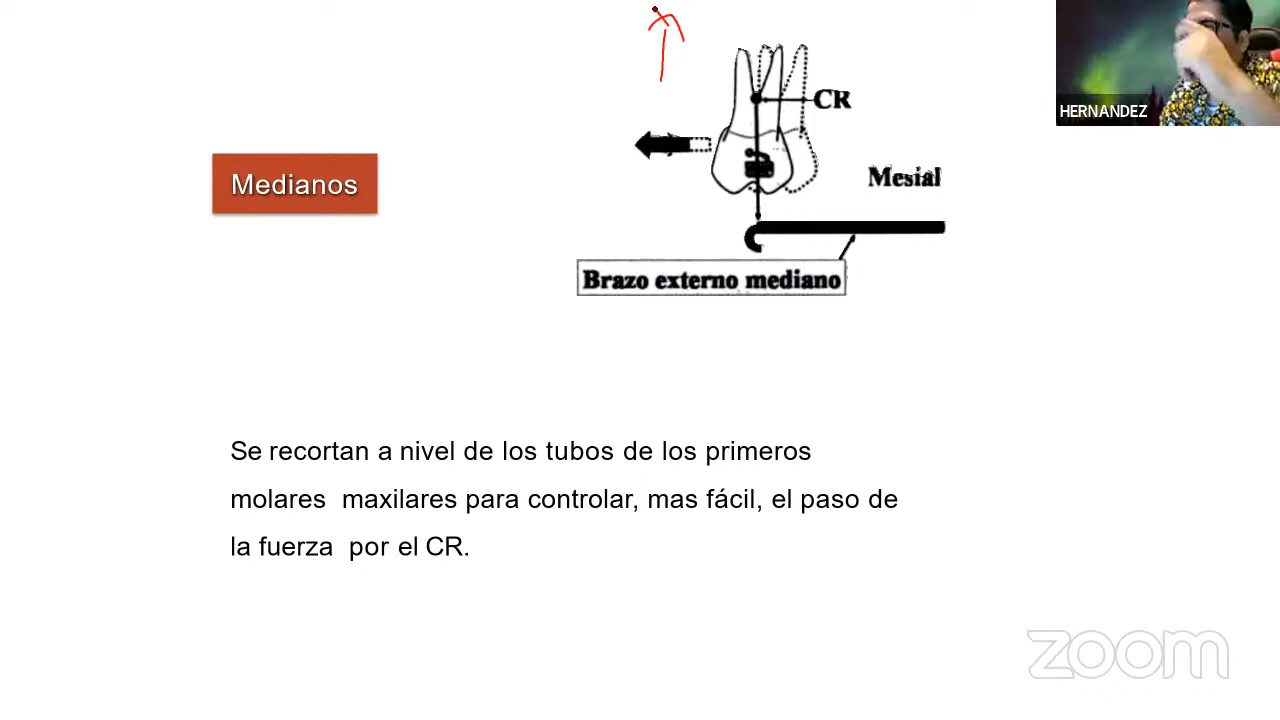 HERNANDEZ
CR
Medianos
Mesial
Brazo externo mediano
Se recortan a nivel de los tubos de los primeros
molares maxilares para controlar, mas fácil, el paso de
la fuerza por el CR.
zoom